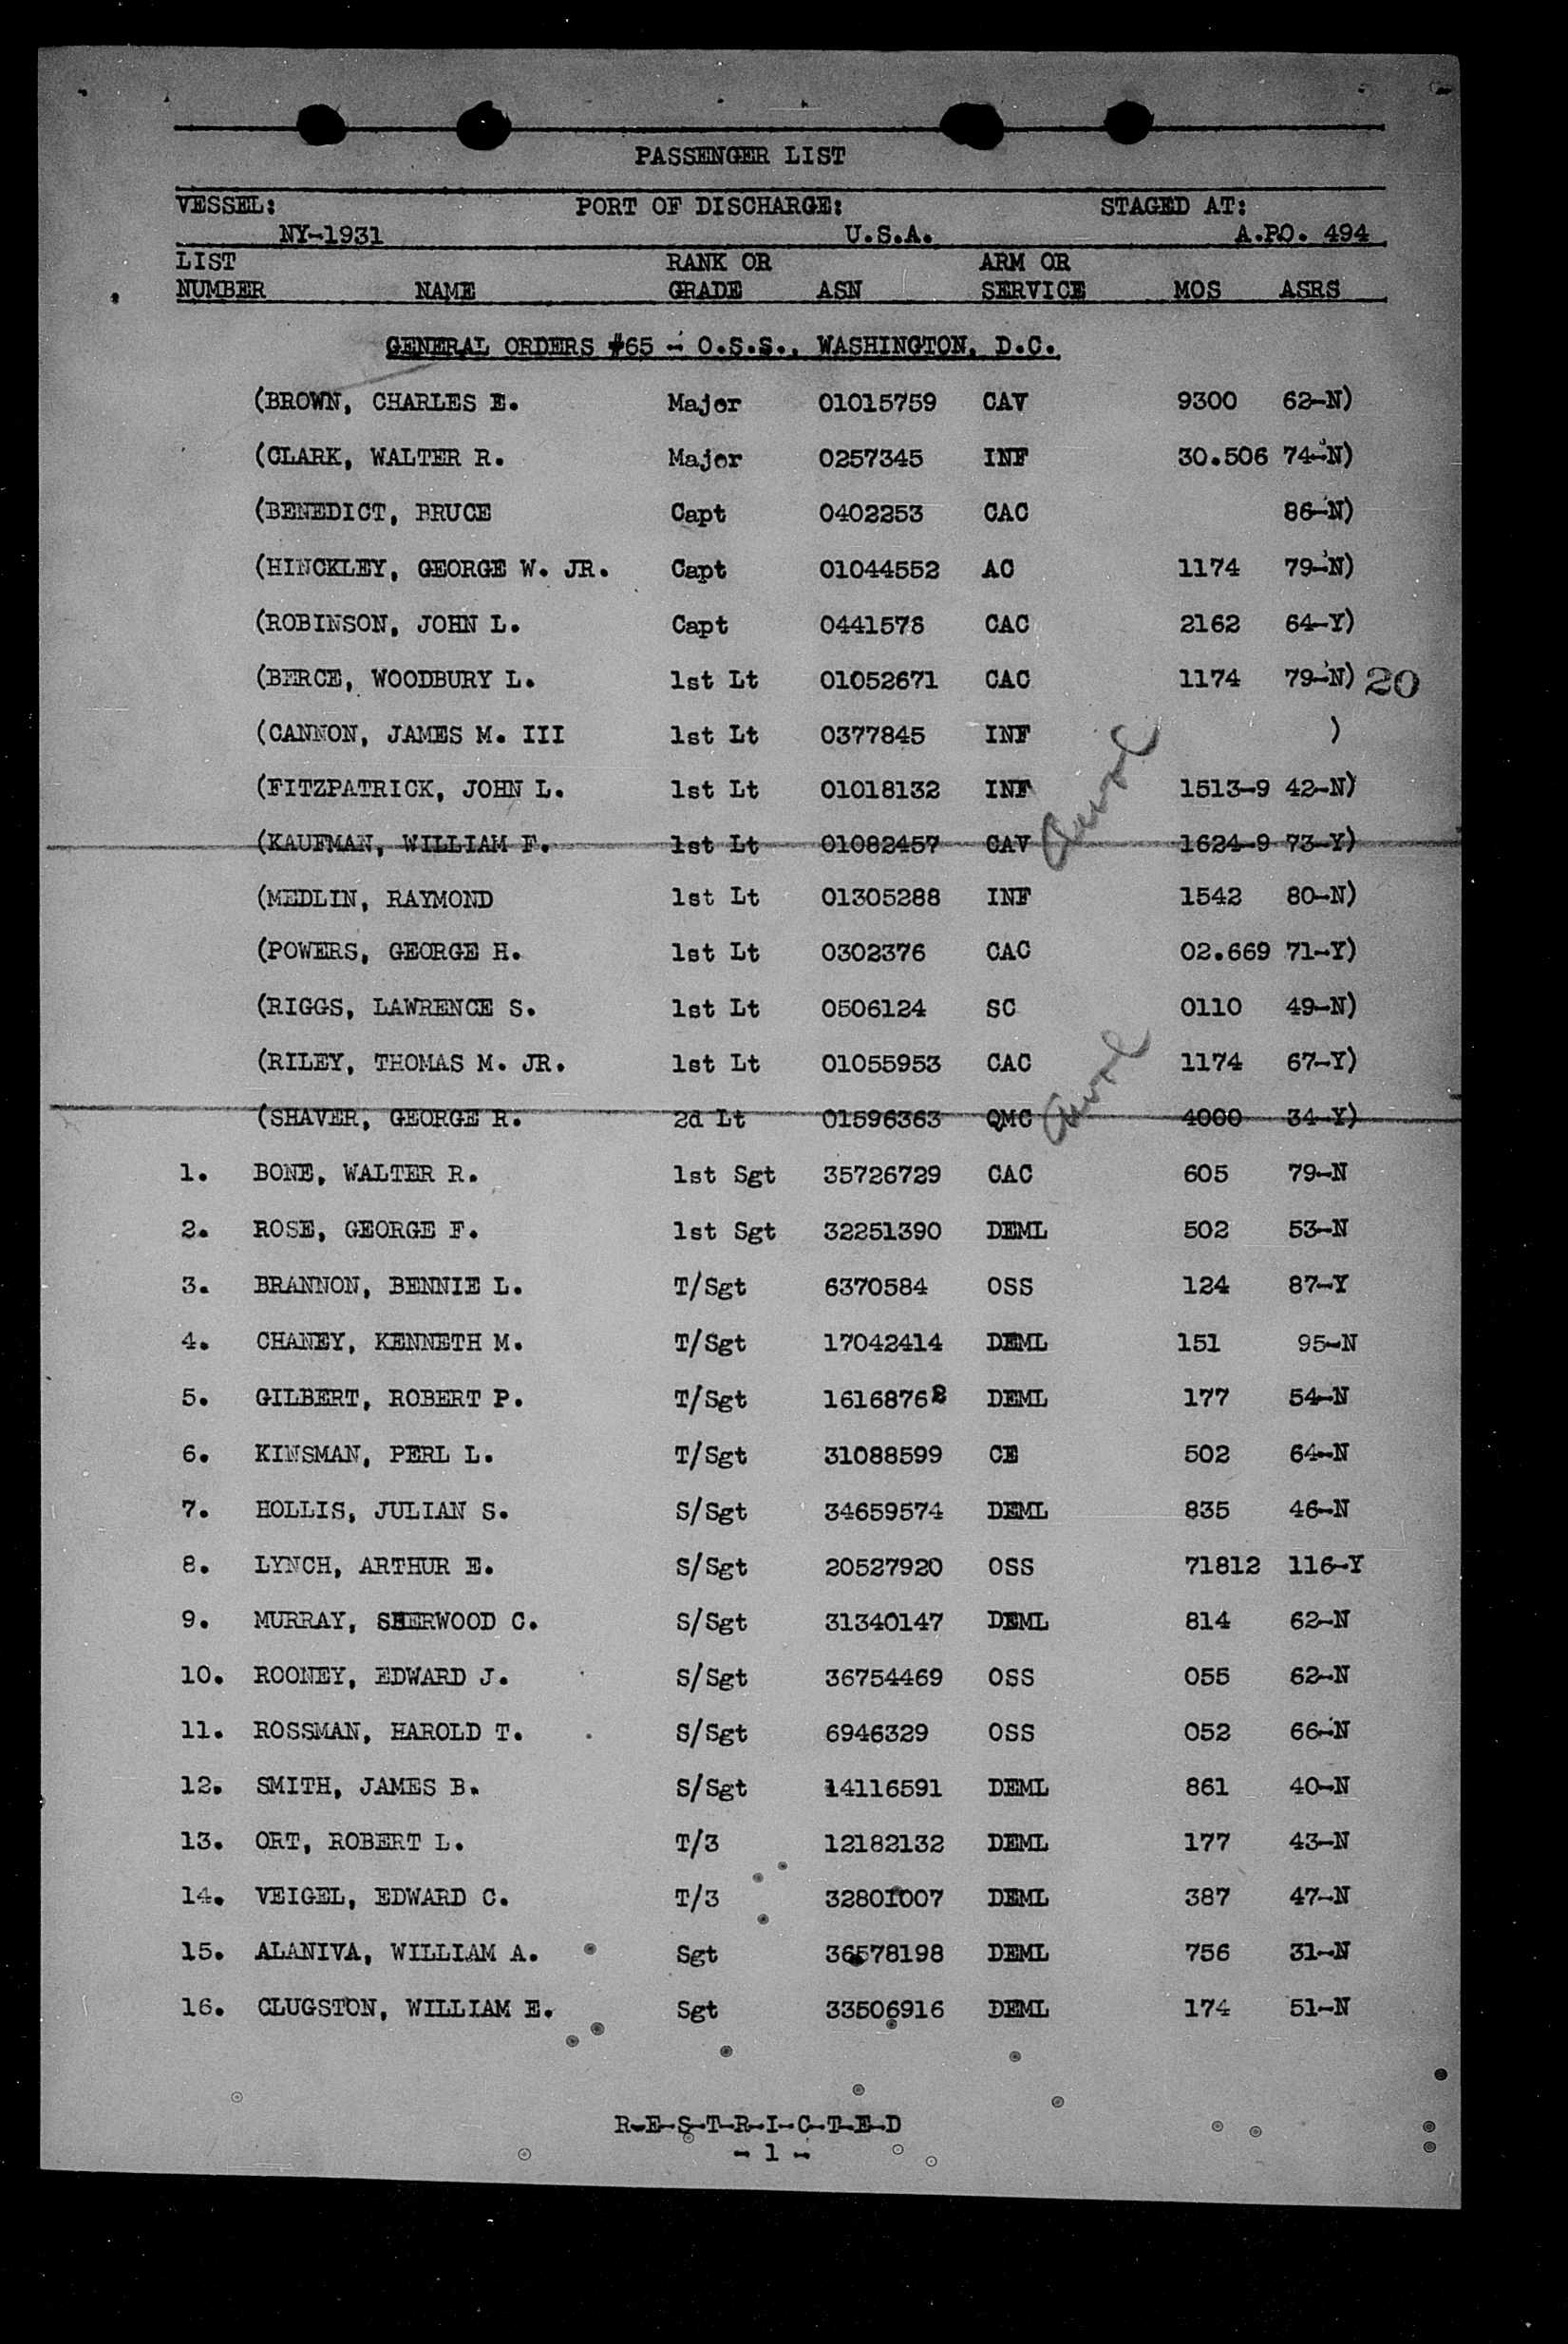 PASSENGER LIST
VESSEL: PORT OF DISCHARGE: STAGED AT:
NY-1931 U.S.A. A.P.O. 494
LIST RANK OR ARM OR
NUMBER NAME GRADE ASN SERVICE MOS ASRS
GENERAL ORDERS #65 - O.S.S., WASHINGTON, D.C.
(BROWN, CHARLES E. Major 01015759 CAV 9300 62-N)
(CLARK, WALTER R. Major 0257345 INF 30.506 74-N)
(BENEDICT, BRUCE Capt 0402253 CAC 86-N)
(HINCKLEY, GEORGE W. JR. Capt 01044552 AC 1174 79-N)
(ROBINSON, JOHN L. Capt 0441578 CAC 2162 64-Y)
(BERCE, WOODBURY L. 1st Lt 01052671 CAC 1174 79-N) 20
(CANNON, JAMES M. III 1st Lt 0377845 INF )
(FITZPATRICK, JOHN L. 1st Lt 01018132 INF 1513-9 42-N)
(KAUFMAN, WILLIAM F. 1st Lt 01082457 CAV 1624-9 73-Y)
(MEDLIN, RAYMOND 1st Lt 01305288 INF 1542 80-N)
(POWERS, GEORGE H. 1st Lt 0302376 CAC 02.669 71-Y)
(RIGGS, LAWRENCE S. 1st Lt 0506124 SC 0110 49-N)
(RILEY, THOMAS M. JR. 1st Lt 01055953 CAC 1174 67-Y)
(SHAVER, GEORGE R. 2d Lt 01596363 QMC 4000 34-Y)
1. BONE, WALTER R. 1st Sgt 35726729 CAC 605 79-N
2. ROSE, GEORGE F. 1st Sgt 32251390 DEML 502 53-N
3. BRANNON, BENNIE L. T/Sgt 6370584 OSS 124 87-Y
4. CHANEY, KENNETH M. T/Sgt 17042414 DEML 151 95-N
5. GILBERT, ROBERT P. T/Sgt 16168762 DEML 177 54-N
6. KINSMAN, PERL L. T/Sgt 31088599 CE 502 64-N
7. HOLLIS, JULIAN S. S/Sgt 34659574 DEML 835 46-N
8. LYNCH, ARTHUR E. S/Sgt 20527920 OSS 71812 116-Y
9. MURRAY, SHERWOOD C. S/Sgt 31340147 DEML 814 62-N
10. ROONEY, EDWARD J. S/Sgt 36754469 OSS 055 62-N
11. ROSSMAN, HAROLD T. S/Sgt 6946329 OSS 052 66-N
12. SMITH, JAMES B. S/Sgt 14116591 DEML 861 40-N
13. ORT, ROBERT L. T/3 12182132 DEML 177 43-N
14. VEIGEL, EDWARD C. T/3 32801007 DEML 387 47-N
15. ALANIVA, WILLIAM A. Sgt 36578198 DEML 756 31-N
16. CLUGSTON, WILLIAM E. Sgt 33506916 DEML 174 51-N
R-E-S-T-R-I-C-T-E-D
- 1 -